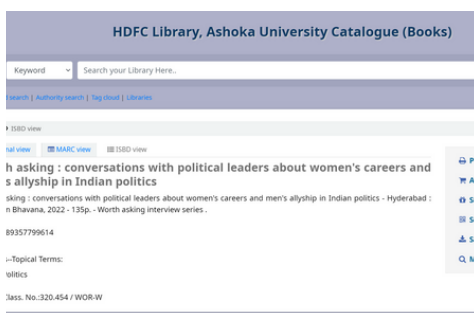 HDFC Library, Ashoka University Catalogue (Books)
Keyword Search your Library Here..
search | Authority search | Tag cloud | Libraries
ISBD view
view MARC view ISBD view
asking : conversations with political leaders about women's careers and
allyship in Indian politics
: conversations with political leaders about women's careers and men's allyship in Indian politics - Hyderabad :
Bhavana, 2022 - 135p. - Worth asking interview series .
89357799614
--Topical Terms:
No.:320.454 / WOR-W